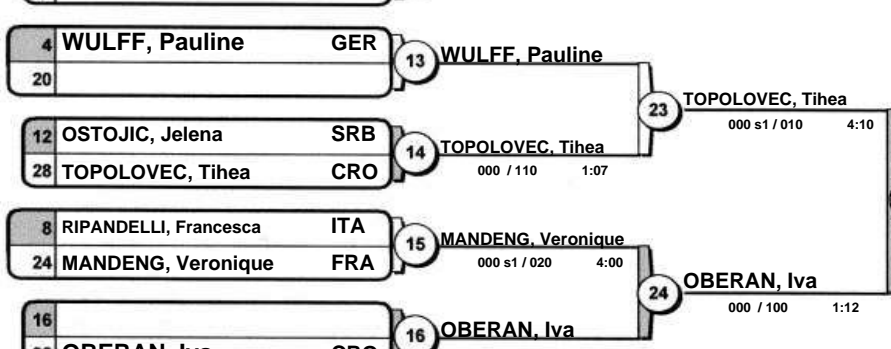 4 WULFF, Pauline GER
20
13 WULFF, Pauline
12 OSTOJIC, Jelena SRB
28 TOPOLOVEC, Tihea CRO
14 TOPOLOVEC, Tihea
000 / 110 1:07
23 TOPOLOVEC, Tihea
000 s1 / 010 4:10
8 RIPANDELLI, Francesca ITA
24 MANDENG, Veronique FRA
15 MANDENG, Veronique
000 s1 / 020 4:00
16
OBERAN, Iva CRO
16 OBERAN, Iva
24 OBERAN, Iva
000 / 100 1:12